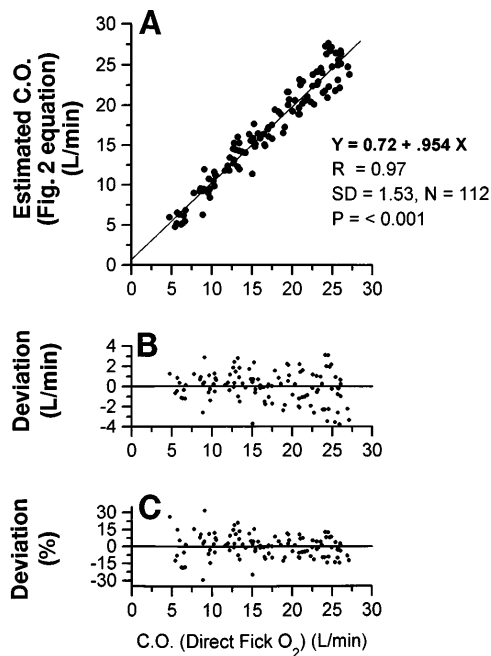 A
30
25
20
15
10
5
0
Estimated C.O.
(Fig. 2 equation)
(L/min)
Y = 0.72 + .954 X
R = 0.97
SD = 1.53, N = 112
P = < 0.001
0 5 10 15 20 25 30
B
4
2
0
-2
-4
Deviation
(L/min)
0 5 10 15 20 25 30
C
30
15
0
-15
-30
Deviation
(%)
0 5 10 15 20 25 30
C.O. (Direct Fick O2) (L/min)